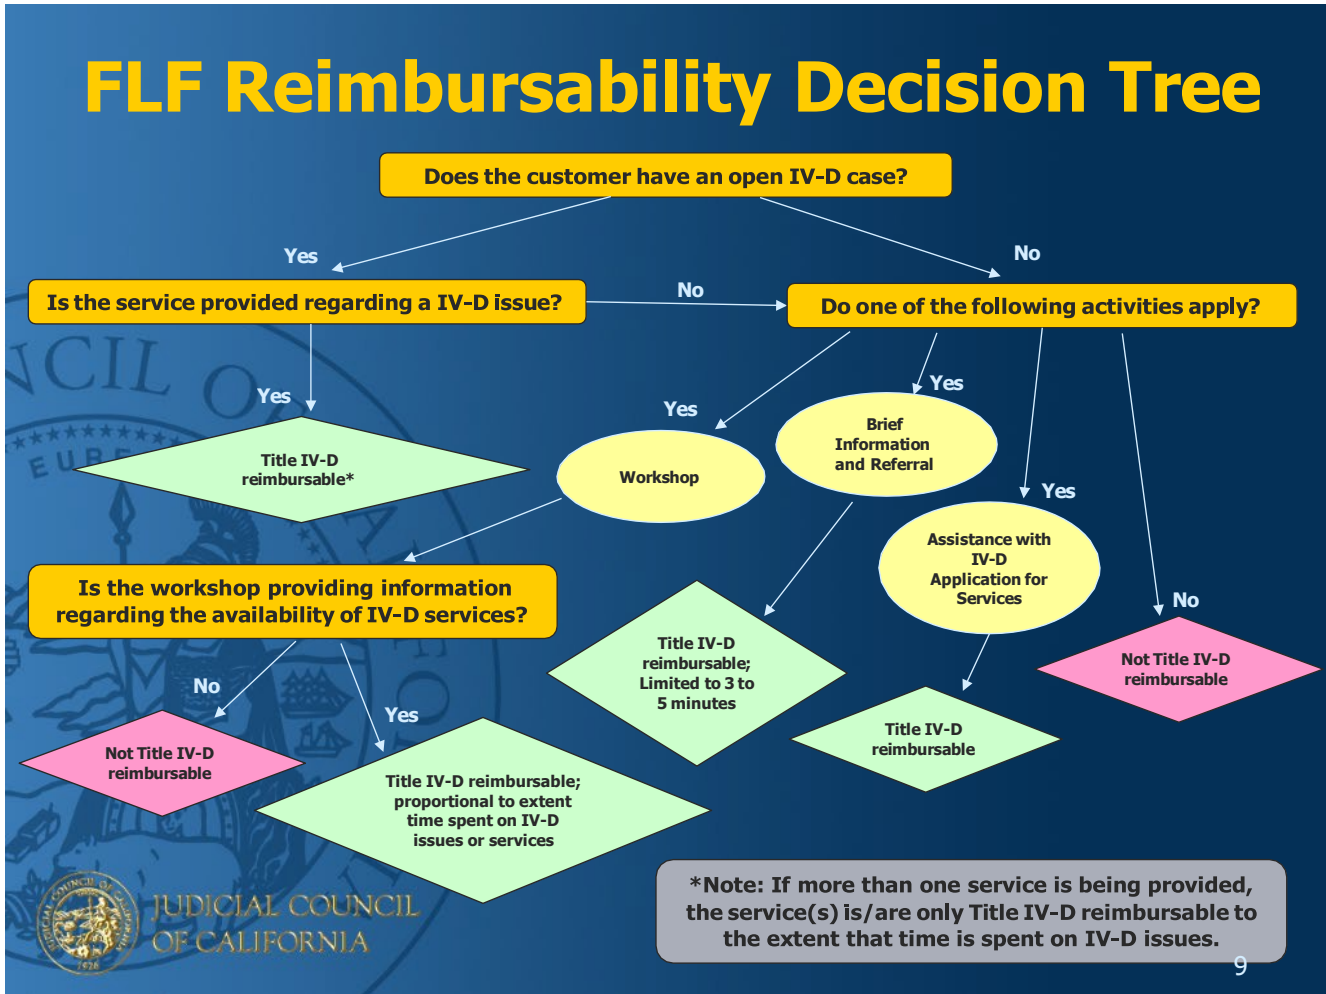 FLF Reimbursability Decision Tree
Does the customer have an open IV-D case?
Yes
No
Is the service provided regarding a IV-D issue?
No
Do one of the following activities apply?
Yes
Title IV-D
reimbursable*
Yes
Workshop
Yes
Brief
Information
and Referral
Yes
Assistance with
IV-D
Application for
Services
No
Not Title IV-D
reimbursable
Is the workshop providing information
regarding the availability of IV-D services?
Title IV-D
reimbursable;
Limited to 3 to
5 minutes
Title IV-D
reimbursable
No
Not Title IV-D
reimbursable
Yes
Title IV-D reimbursable;
proportional to extent
time spent on IV-D
issues or services
*Note: If more than one service is being provided,
the service(s) is/are only Title IV-D reimbursable to
the extent that time is spent on IV-D issues.
JUDICIAL COUNCIL
OF CALIFORNIA
JUDICIAL COUNCIL OF CALIFORNIA
1926
9